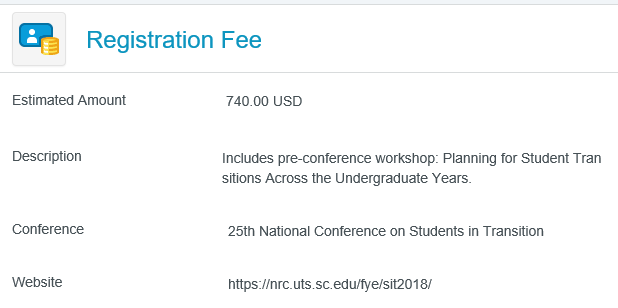 Registration Fee
Estimated Amount 740.00 USD
Description Includes pre-conference workshop: Planning for Student Tran
sitions Across the Undergraduate Years.
Conference 25th National Conference on Students in Transition
Website https://nrc.uts.sc.edu/fye/sit2018/